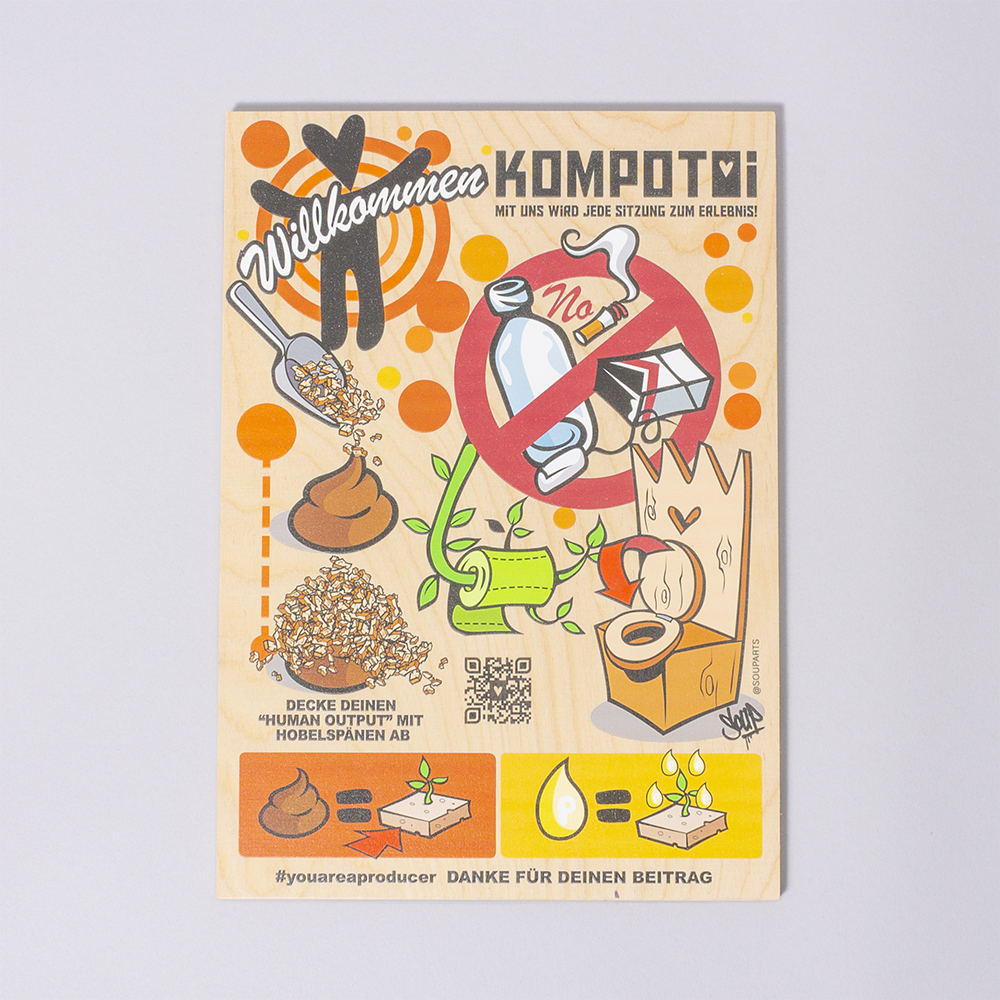 Willkommen
KOMPOTOi
MiT UNS WiRD JEDE SiTZUNG ZUM ERLEBNiS!
No
@SOUPARTS
Soup
DECKE DEINEN
“HUMAN OUTPUT” MIT
HOBELSPÄNEN AB
P
#youareaproducer DANKE FÜR DEINEN BEITRAG